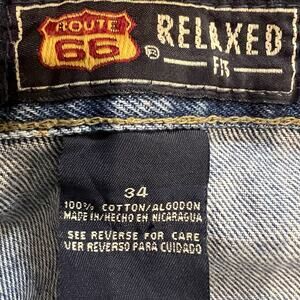 ROUTE
66 ® RELAXED
FIT
34
100% COTTON/ALGODON
MADE IN/HECHO EN NICARAGUA
SEE REVERSE FOR CARE
VER REVERSO PARA CUIDADO